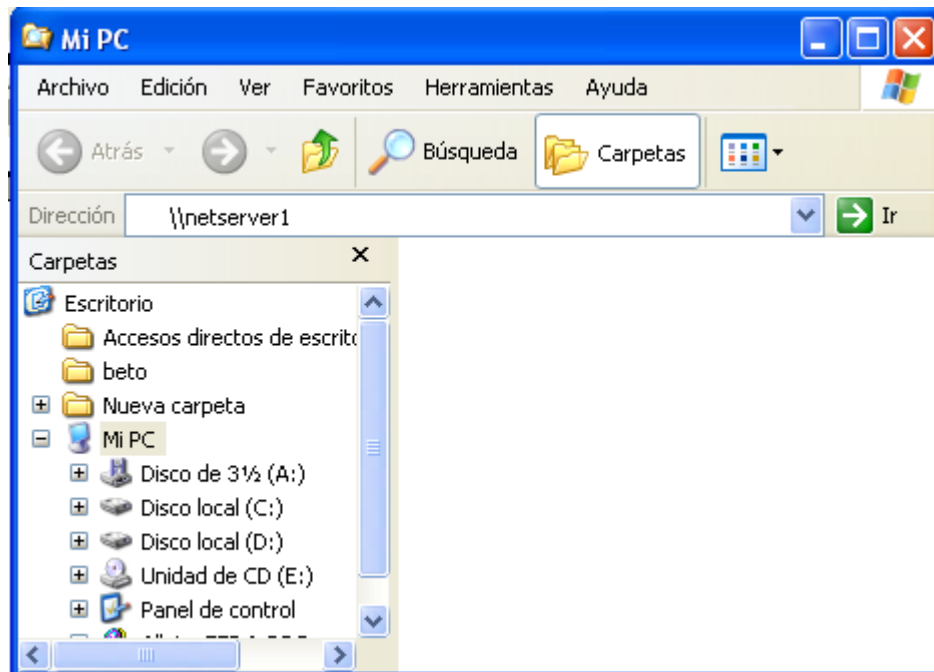 Mi PC
Archivo Edición Ver Favoritos Herramientas Ayuda
Atrás Búsqueda Carpetas
Dirección \\netserver1 Ir
Carpetas
Escritorio
Accesos directos de escrito
beto
Nueva carpeta
Mi PC
Disco de 3½ (A:)
Disco local (C:)
Disco local (D:)
Unidad de CD (E:)
Panel de control